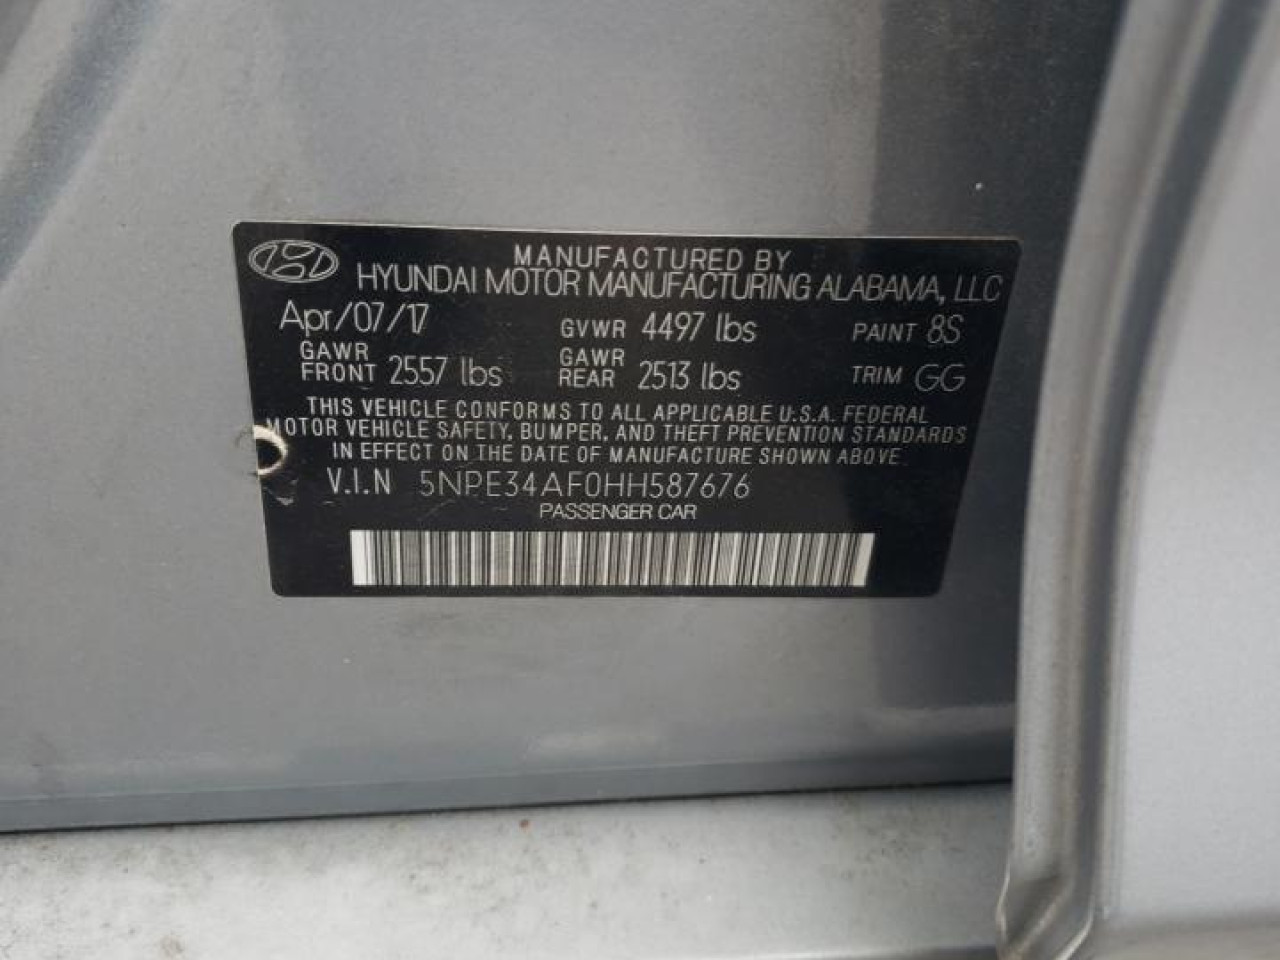 MANUFACTURED BY
HYUNDAI MOTOR MANUFACTURING ALABAMA, LLC
Apr/07/17 GVWR 4497 lbs PAINT 8S
GAWR FRONT 2557 lbs GAWR REAR 2513 lbs TRIM GG
THIS VEHICLE CONFORMS TO ALL APPLICABLE U.S.A. FEDERAL
MOTOR VEHICLE SAFETY, BUMPER, AND THEFT PREVENTION STANDARDS
IN EFFECT ON THE DATE OF MANUFACTURE SHOWN ABOVE
V.I.N 5NPE34AF0HH587676
PASSENGER CAR